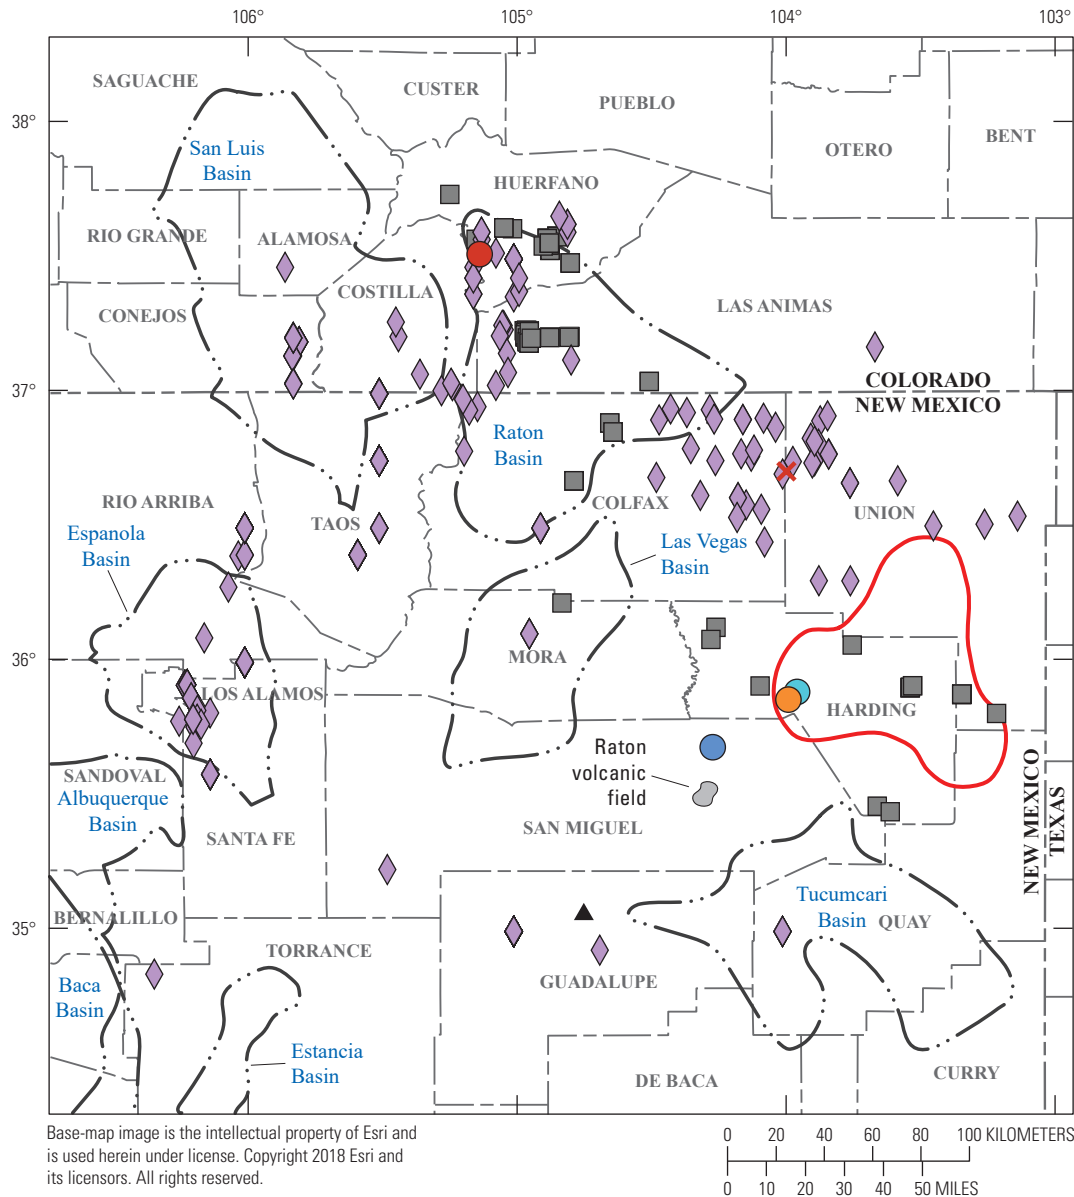 106°
105°
104°
103°
SAGUACHE
CUSTER
PUEBLO
38°
OTERO
BENT
San Luis
Basin
HUERFANO
RIO GRANDE
ALAMOSA
COSTILLA
LAS ANIMAS
CONEJOS
37°
COLORADO
NEW MEXICO
Raton
Basin
RIO ARRIBA
COLFAX
UNION
TAOS
Espanola
Basin
Las Vegas
Basin
36°
MORA
LOS ALAMOS
HARDING
Raton
volcanic
field
SANDOVAL
Albuquerque
Basin
NEW MEXICO
TEXAS
SANTA FE
SAN MIGUEL
Tucumcari
Basin
QUAY
35°
BERNALILLO
TORRANCE
GUADALUPE
Baca
Basin
Estancia
Basin
DE BACA
CURRY
Base-map image is the intellectual property of Esri and
is used herein under license. Copyright 2018 Esri and
its licensors. All rights reserved.
0 20 40 60 80 100 KILOMETERS
0 10 20 30 40 50 MILES